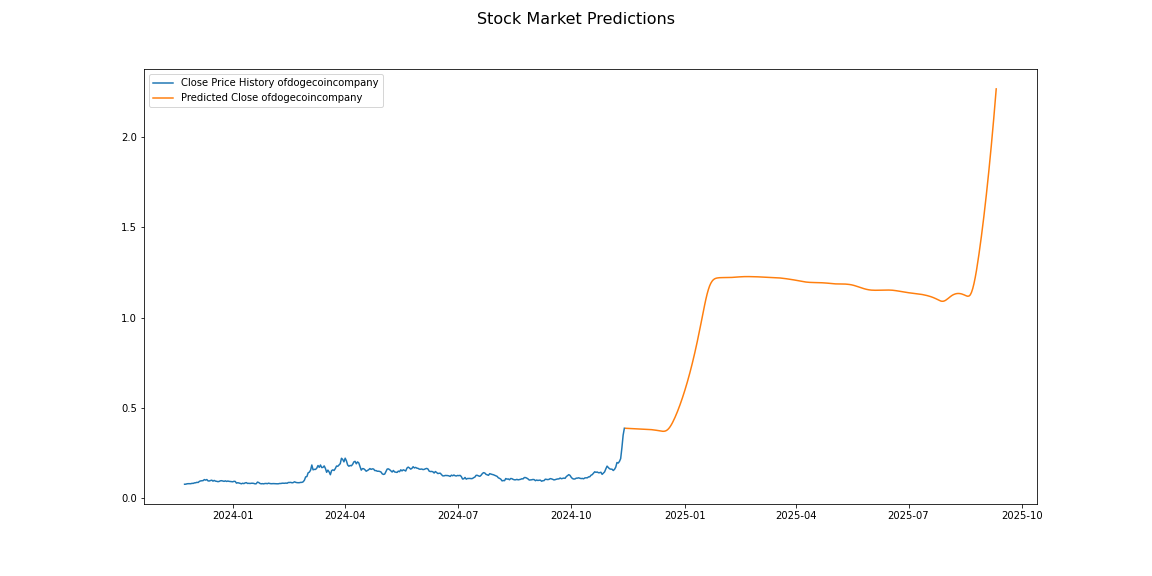 Stock Market Predictions
Close Price History ofdogecoincompany
Predicted Close ofdogecoincompany
2.0
1.5
1.0
0.5
0.0
2024-01 2024-04 2024-07 2024-10 2025-01 2025-04 2025-07 2025-10